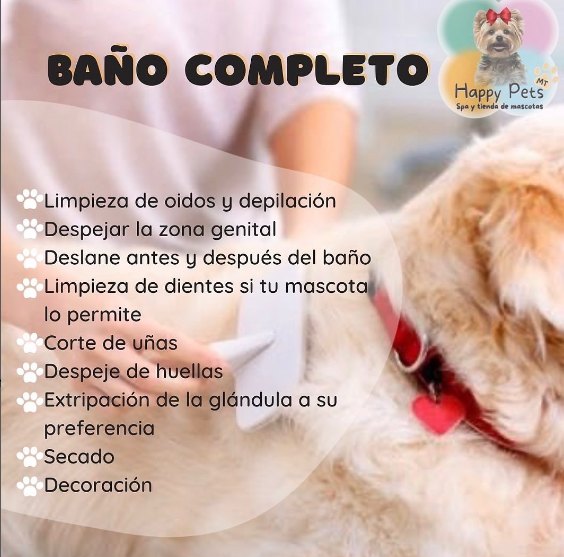 BAÑO COMPLETO
Happy Pets
MT
Spa y tienda de mascotas
Limpieza de oidos y depilación
Despejar la zona genital
Deslane antes y después del baño
Limpieza de dientes si tu mascota
lo permite
Corte de uñas
Despeje de huellas
Extripación de la glándula a su
preferencia
Secado
Decoración